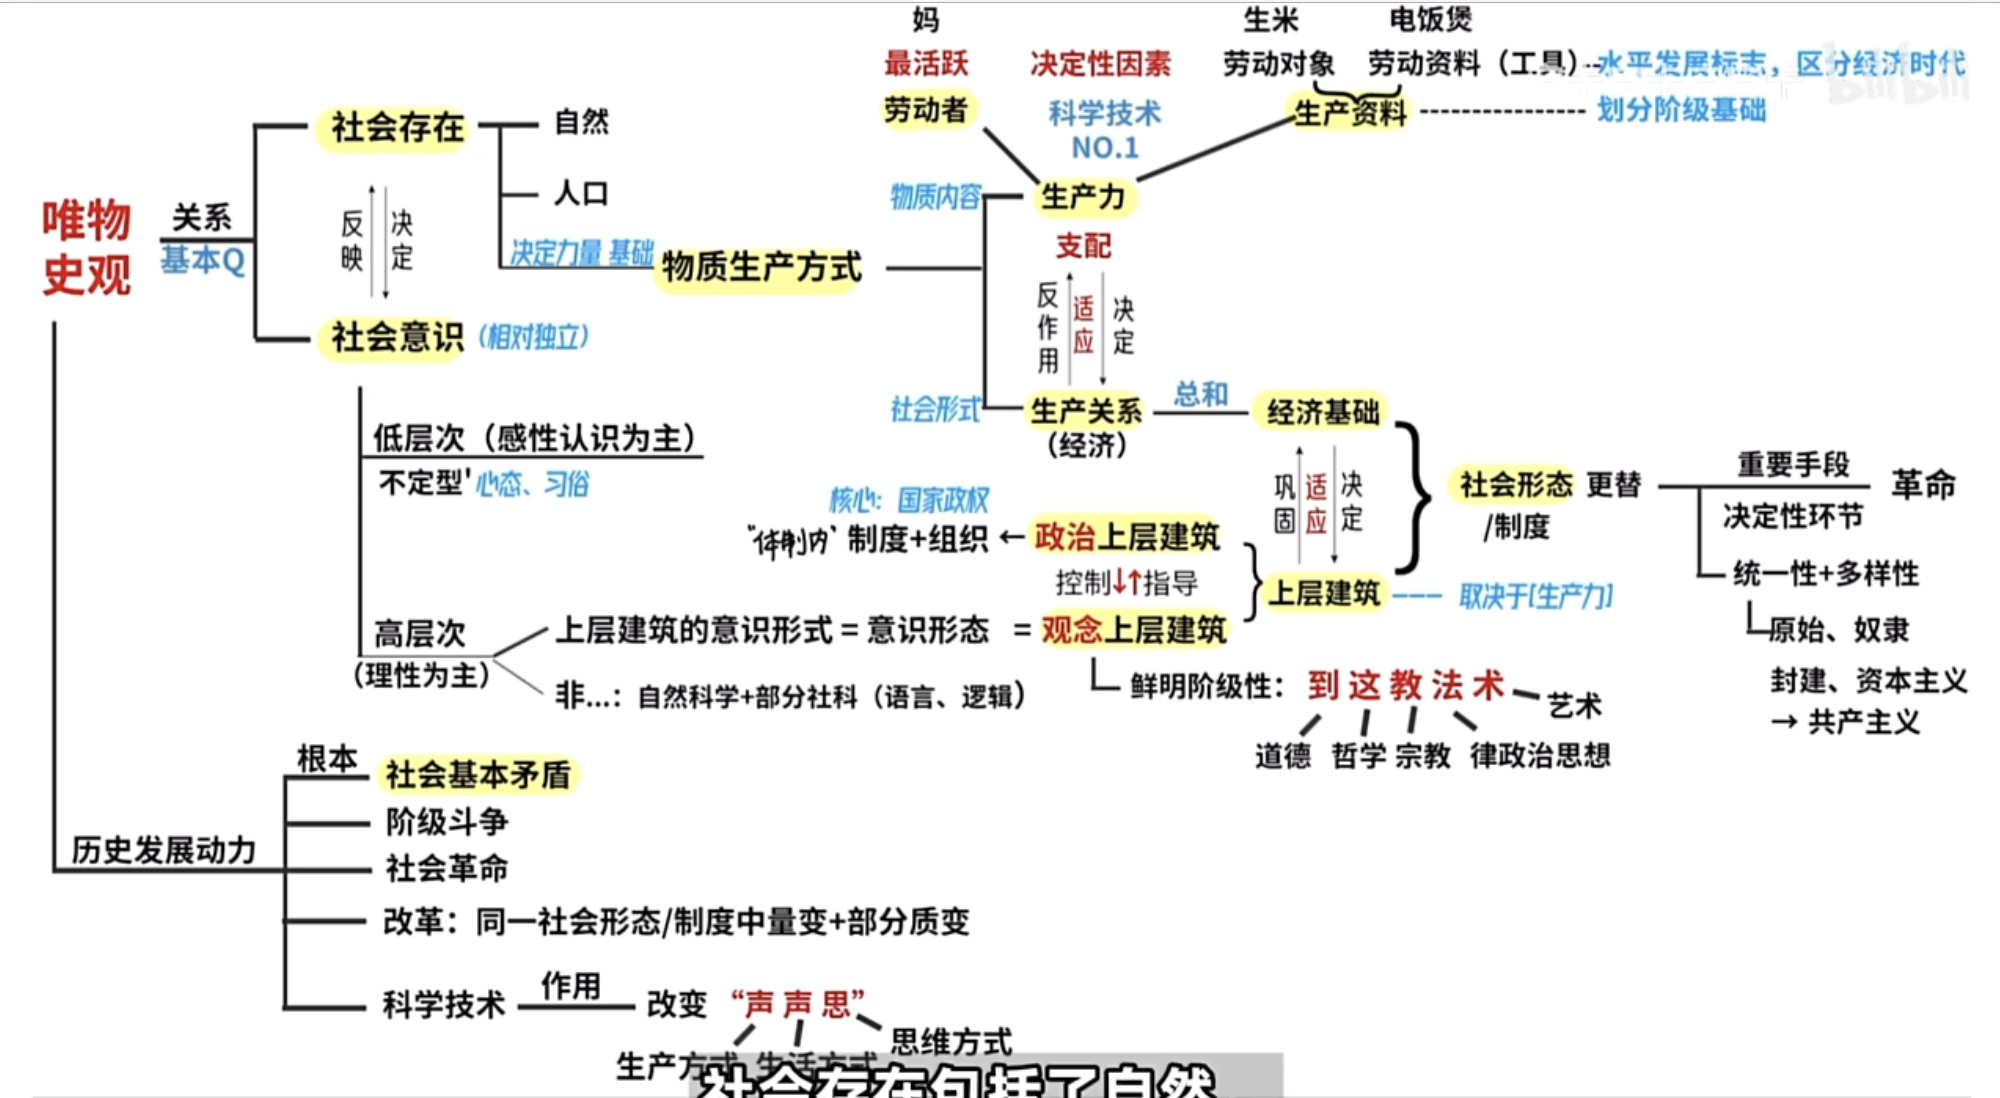 妈 生米 电饭煲
最活跃 决定性因素 劳动对象 劳动资料（工具） 水平发展标志，区分经济时代
劳动者 科学技术 生产资料 划分阶级基础
NO.1
社会存在 自然
人口
物质内容 生产力
唯物
史观
关系
基本Q
反映 决定
决定力量 基础 物质生产方式
支配
反作用 适应 决定
社会意识（相对独立）
社会形式 生产关系 总和 经济基础
（经济）
低层次（感性认识为主）
不定型' 心态、习俗
巩固 适应 决定
社会形态 更替 重要手段 革命
/制度 决定性环节
核心：国家政权
“体制内” 制度+组织 ← 政治上层建筑
控制↓↑指导
上层建筑 取决于[生产力]
统一性+多样性
原始、奴隶
封建、资本主义
→ 共产主义
高层次 上层建筑的意识形式 = 意识形态 = 观念上层建筑
（理性为主）
非...：自然科学+部分社科（语言、逻辑）
鲜明阶级性：到 这 教 法 术 艺术
道德 哲学 宗教 律政治思想
历史发展动力
根本 社会基本矛盾
阶级斗争
社会革命
改革：同一社会形态/制度中量变+部分质变
科学技术 作用 改变 “声 声 思”
生产方式 生活方式 思维方式
社会存在包括了自然
bilibili